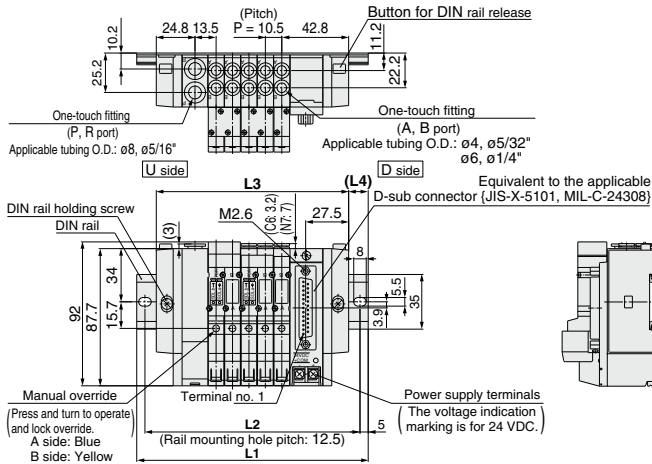 (Pitch)
24.8 13.5 P = 10.5 42.8
Button for DIN rail release
10.2
25.2
11.2
22.2
One-touch fitting
(P, R port)
Applicable tubing O.D.: ø8, ø5/16"
One-touch fitting
(A, B port)
Applicable tubing O.D.: ø4, ø5/32"
ø6, ø1/4"
U side
D side
L3
(L4)
Equivalent to the applicable
D-sub connector {JIS-X-5101, MIL-C-24308}
DIN rail holding screw
DIN rail
(3)
M2.6
(C6: 3.2)
(N7: 7)
27.5
8
92
87.7
34
15.7
5.5
3.9
35
Manual override
(Press and turn to operate
and lock override.)
A side: Blue
B side: Yellow
Terminal no. 1
Power supply terminals
(The voltage indication
marking is for 24 VDC.)
L2
(Rail mounting hole pitch: 12.5)
5
L1